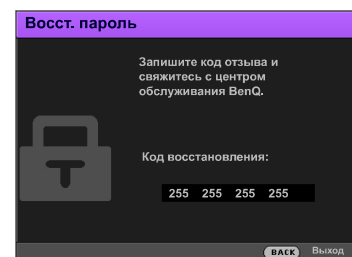 Восст. пароль
Запишите код отзыва и
свяжитесь с центром
обслуживания BenQ.
Код восстановления:
255 255 255 255
BACK Выход